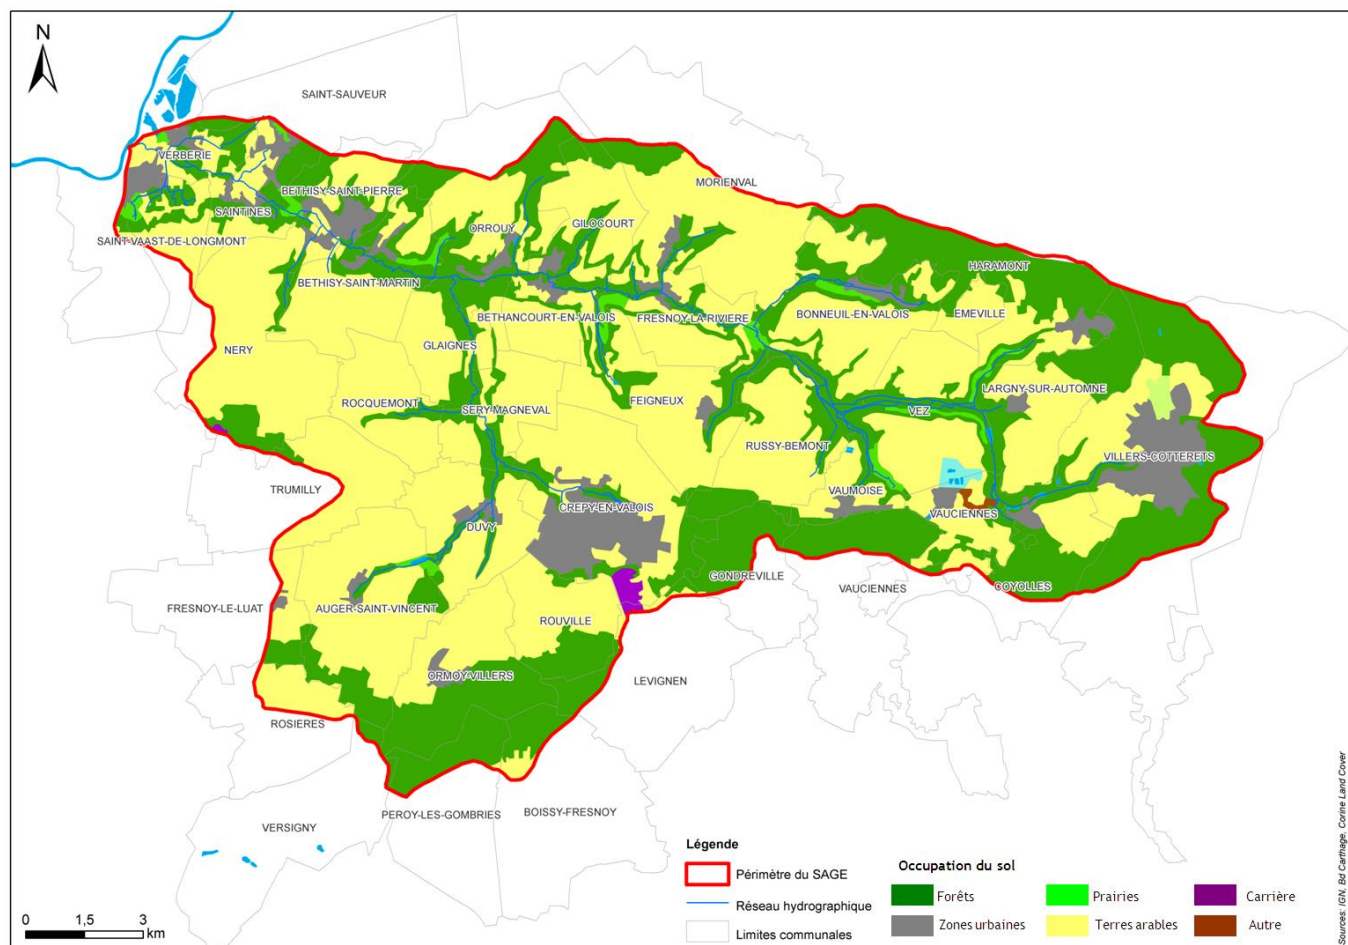 N
SAINT-SAUVEUR
VERBERIE
MORIENVAL
BETHISY-SAINT-PIERRE
SAINTINES
GILOCOURT
ORROUY
SAINT-VAAST-DE-LONGMONT
HARAMONT
BETHISY-SAINT-MARTIN
BONNEUIL-EN-VALOIS
EMEVILLE
BETHANCOURT-EN-VALOIS
FRESNOY-LA-RIVIERE
GLAIGNES
NERY
LARGNY-SUR-AUTOMNE
FEIGNEUX
ROCQUEMONT
SERY-MAGNEVAL
VEZ
RUSSY-BEMONT
VILLERS-COTTERETS
TRUMILLY
VAUMOISE
CREPY-EN-VALOIS
VAUCIENNES
DUVY
GONDREVILLE
VAUCIENNES
COYOLLES
FRESNOY-LE-LUAT
AUGER-SAINT-VINCENT
ROUVILLE
ORMOY-VILLERS
LEVIGNEN
ROSIERES
PEROY-LES-GOMBRIES
BOISSY-FRESNOY
VERSIGNY
Légende
Périmètre du SAGE
Réseau hydrographique
Limites communales
Occupation du sol
Forêts
Prairies
Carrière
Zones urbaines
Terres arables
Autre
0 1,5 3
km
Sources: IGN, Bd Carthage, Corine Land Cover